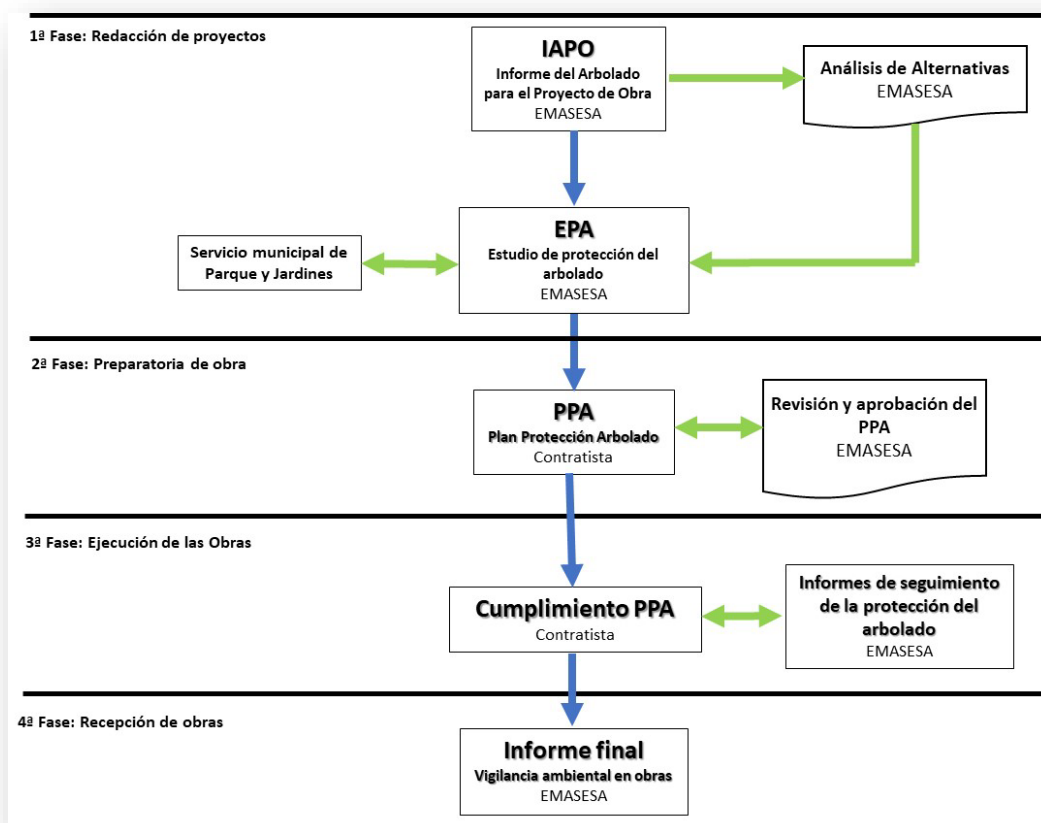 1ª Fase: Redacción de proyectos
IAPO
Informe del Arbolado
para el Proyecto de Obra
EMASESA
Análisis de Alternativas
EMASESA
EPA
Estudio de protección del
arbolado
EMASESA
Servicio municipal de
Parque y Jardines
2ª Fase: Preparatoria de obra
PPA
Plan Protección Arbolado
Contratista
Revisión y aprobación del
PPA
EMASESA
3ª Fase: Ejecución de las Obras
Cumplimiento PPA
Contratista
Informes de seguimiento
de la protección del
arbolado
EMASESA
4ª Fase: Recepción de obras
Informe final
Vigilancia ambiental en obras
EMASESA